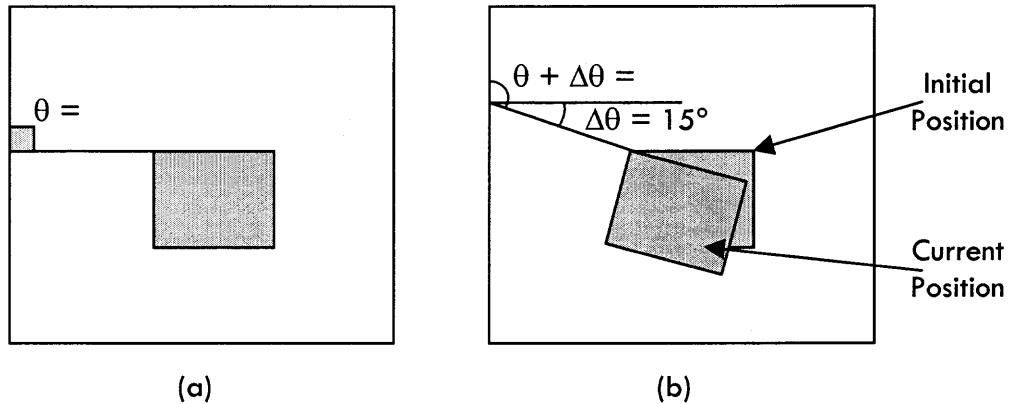 θ =
(a)
θ + Δθ =
Δθ = 15°
Initial
Position
Current
Position
(b)